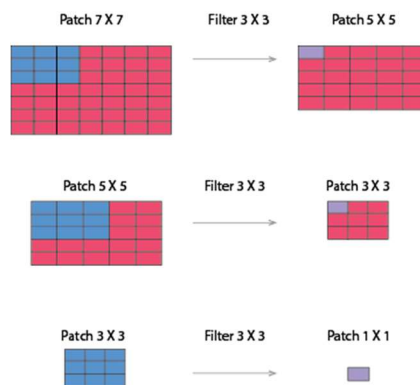 Patch 7 X 7 Filter 3 X 3 Patch 5 X 5
Patch 5 X 5 Filter 3 X 3 Patch 3 X 3
Patch 3 X 3 Filter 3 X 3 Patch 1 X 1